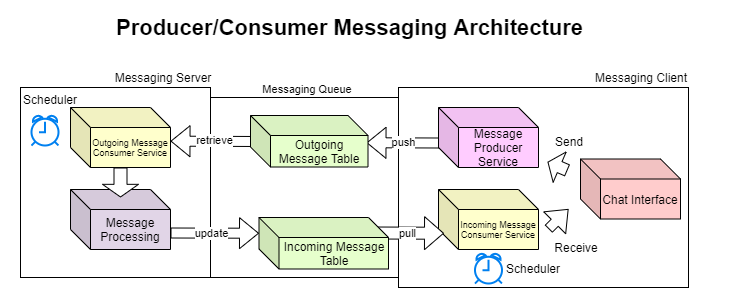 Producer/Consumer Messaging Architecture
Messaging Server
Messaging Queue
Messaging Client
Scheduler
Outgoing Message
Consumer Service
retrieve
Outgoing
Message Table
push
Message
Producer
Service
Send
Chat Interface
Message
Processing
update
Incoming Message
Table
pull
Incoming Message
Consumer Service
Receive
Scheduler